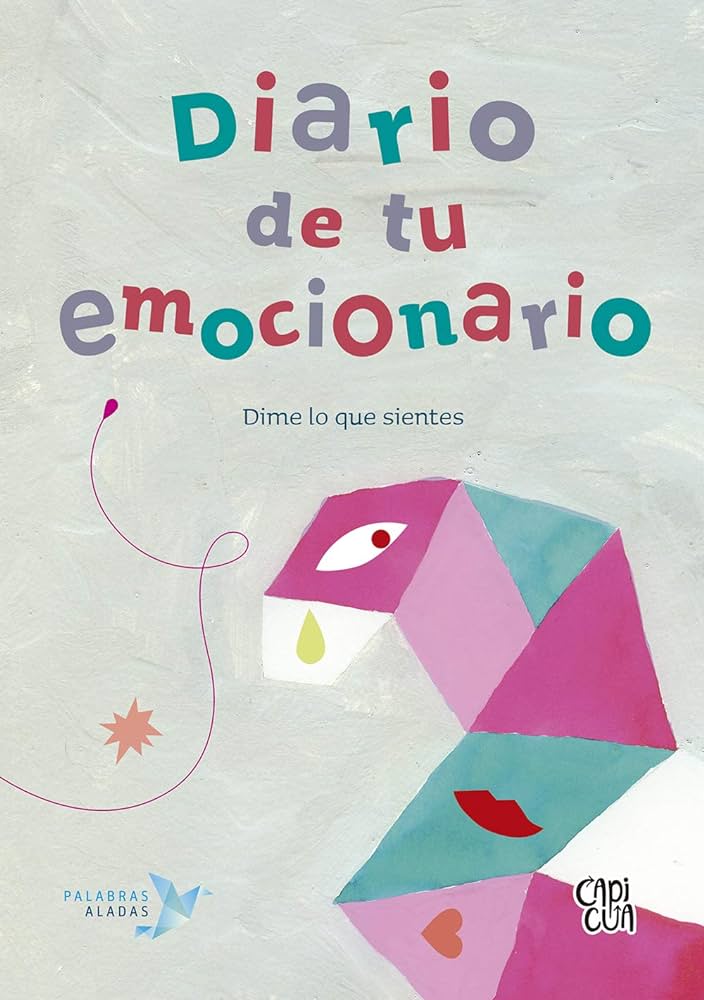 Diario
de tu
emocionario
Dime lo que sientes
PALABRAS
ALADAS
CAPI
CUA